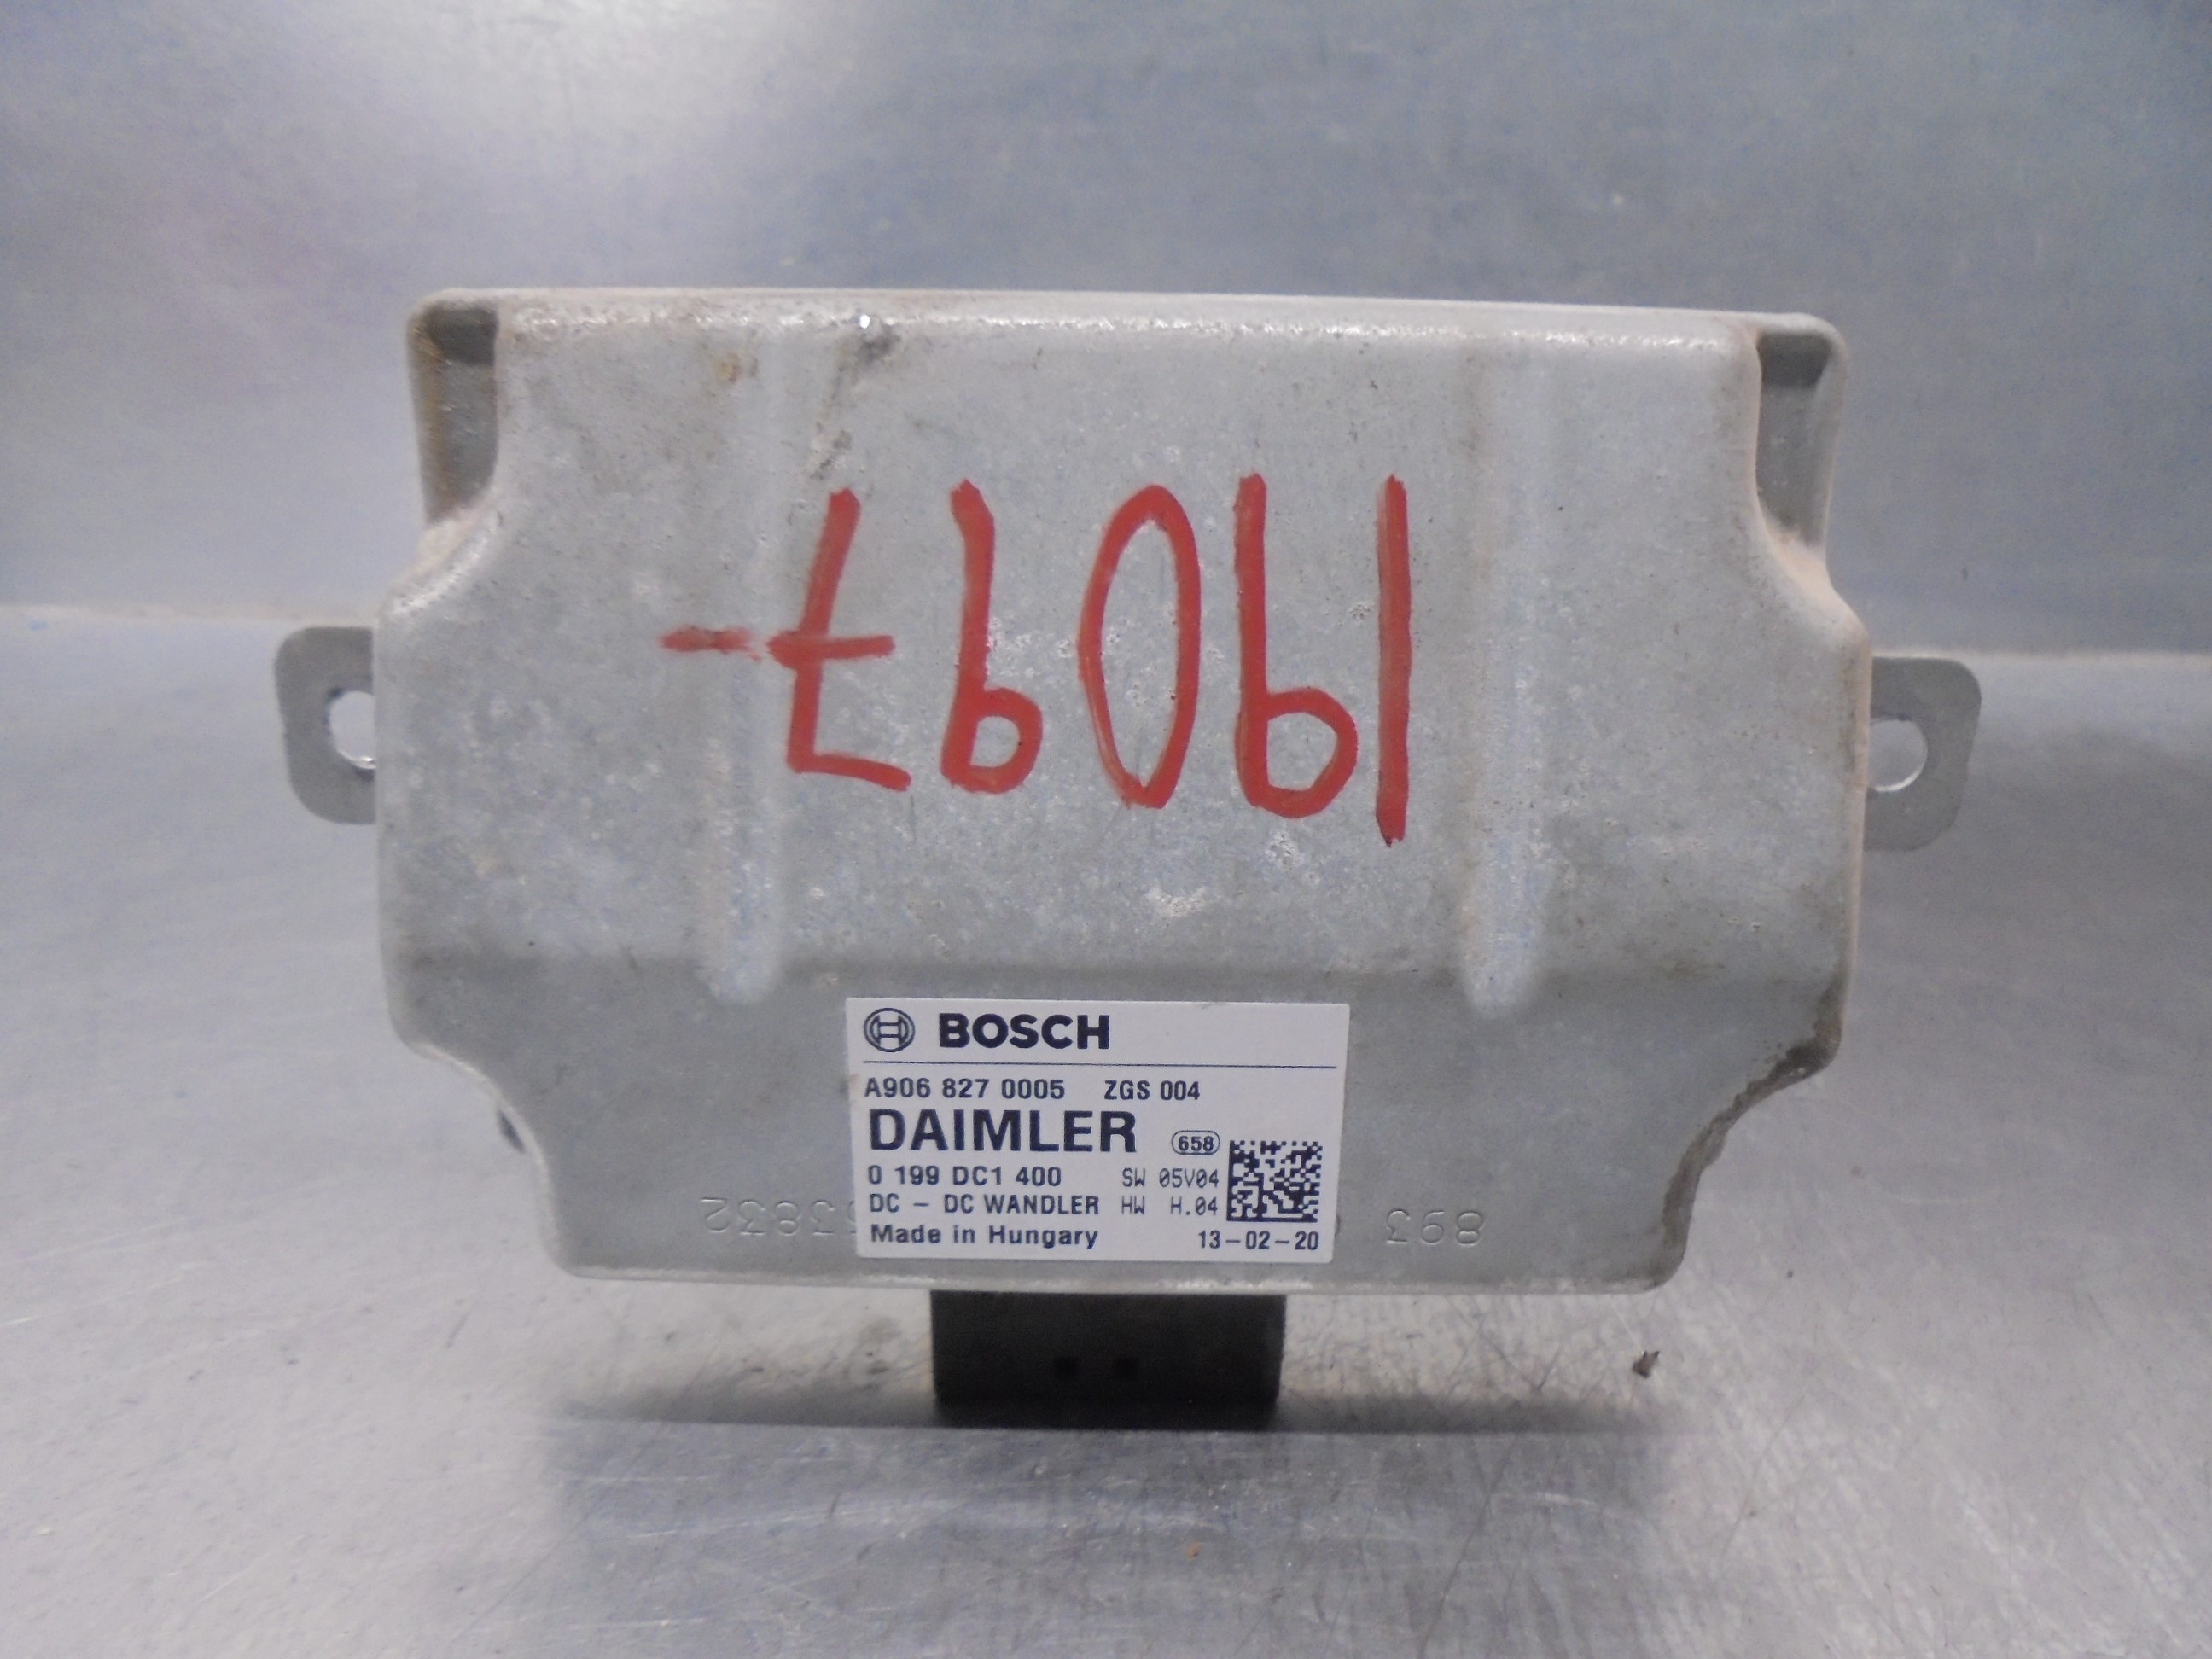 19097-
BOSCH
A906 827 0005 ZGS 004
DAIMLER 658
0 199 DC1 400 SW 05V04
DC - DC WANDLER HW H.04
Made in Hungary 13-02-20